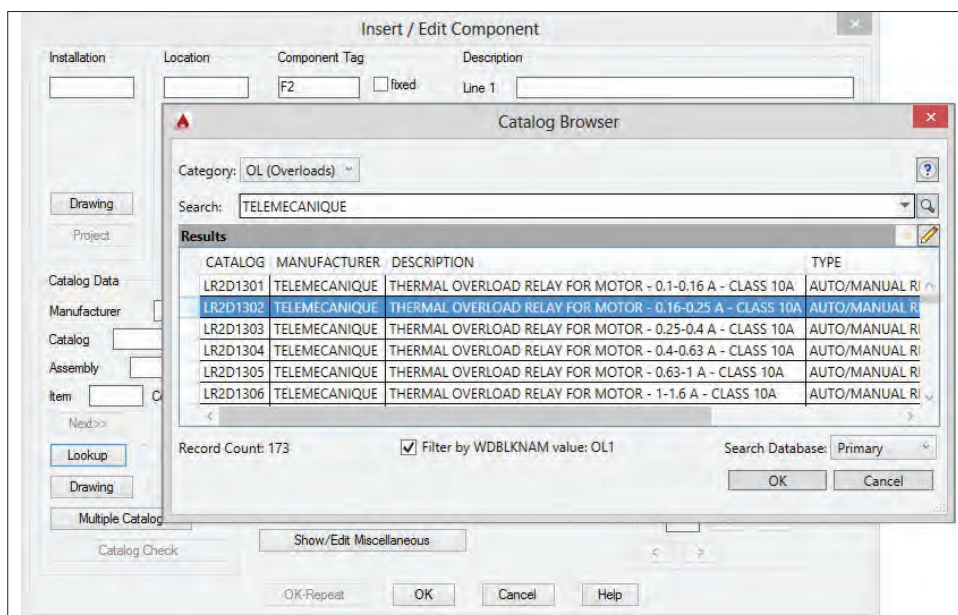 Insert / Edit Component
Installation Location Component Tag Description
F2 fixed Line 1
Catalog Browser
Category: OL (Overloads)
Drawing
Search: TELEMECANIQUE
Project
Results
CATALOG MANUFACTURER DESCRIPTION TYPE
Catalog Data
LR2D1301 TELEMECANIQUE THERMAL OVERLOAD RELAY FOR MOTOR - 0.1-0.16 A - CLASS 10A AUTO/MANUAL
Manufacturer
LR2D1302 TELEMECANIQUE THERMAL OVERLOAD RELAY FOR MOTOR - 0.16-0.25 A - CLASS 10A AUTO/MANUAL
LR2D1303 TELEMECANIQUE THERMAL OVERLOAD RELAY FOR MOTOR - 0.25-0.4 A - CLASS 10A AUTO/MANUAL
Catalog
LR2D1304 TELEMECANIQUE THERMAL OVERLOAD RELAY FOR MOTOR - 0.4-0.63 A - CLASS 10A AUTO/MANUAL
Assembly
LR2D1305 TELEMECANIQUE THERMAL OVERLOAD RELAY FOR MOTOR - 0.63-1 A - CLASS 10A AUTO/MANUAL
Item
LR2D1306 TELEMECANIQUE THERMAL OVERLOAD RELAY FOR MOTOR - 1-1.6 A - CLASS 10A AUTO/MANUAL
Next>>
Lookup
Record Count: 173 Filter by WDBLKNAM value: OL1 Search Database: Primary
Drawing
OK Cancel
Multiple Catalog
Catalog Check
Show/Edit Miscellaneous
< >
OK-Repeat OK Cancel Help